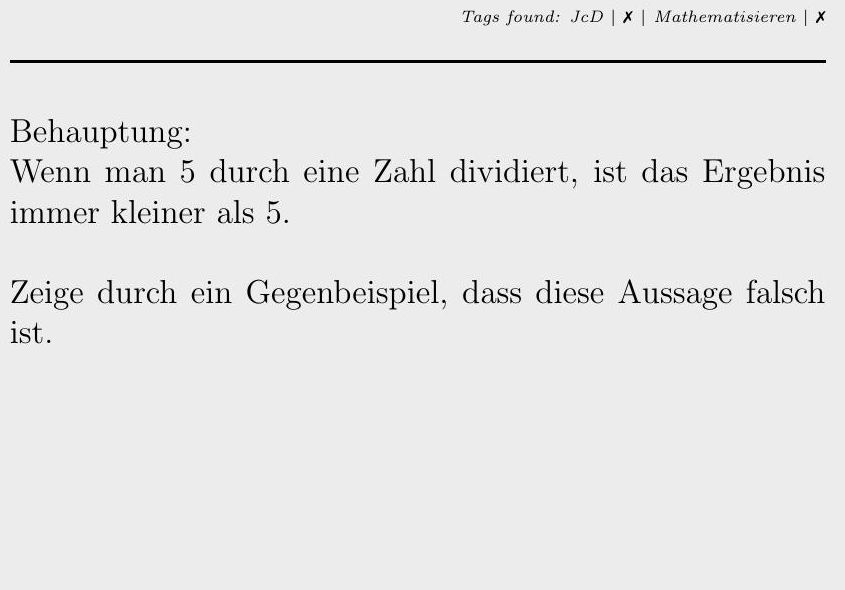 Tags found: JcD | ✗ | Mathematisieren | ✗
Behauptung:
Wenn man 5 durch eine Zahl dividiert, ist das Ergebnis
immer kleiner als 5.
Zeige durch ein Gegenbeispiel, dass diese Aussage falsch
ist.